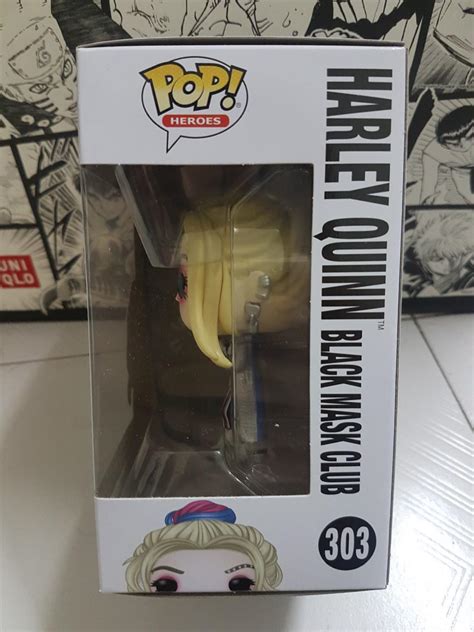 POP!
HEROES
HARLEY QUINN™
BLACK MASK CLUB
303
UNI
QLO